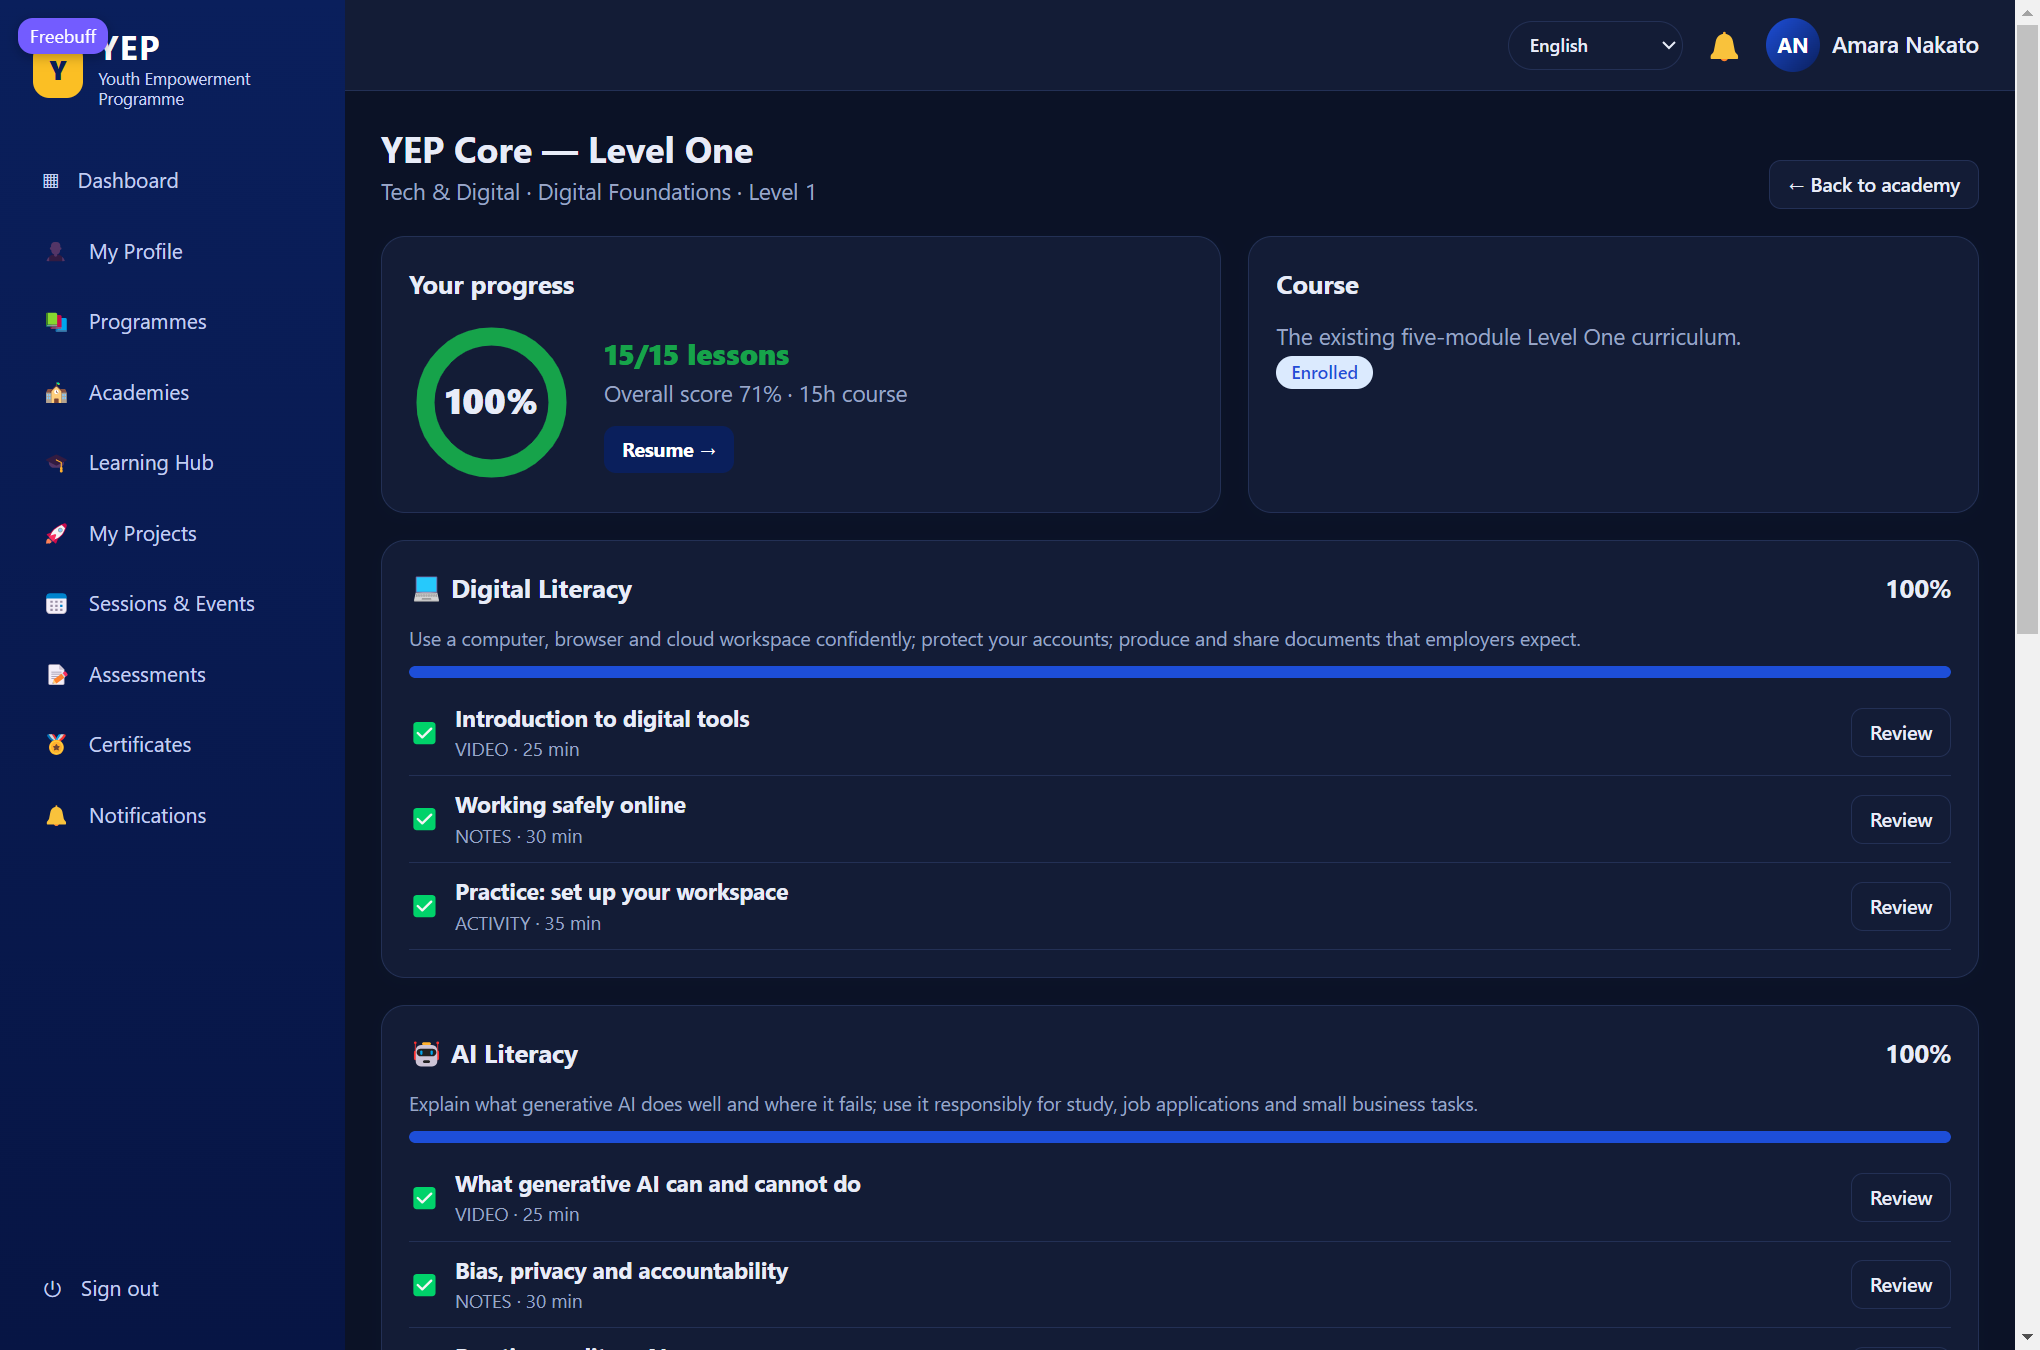 Freebuff
Y
YEP
Youth Empowerment
Programme
Dashboard
My Profile
Programmes
Academies
Learning Hub
My Projects
Sessions & Events
Assessments
Certificates
Notifications
Sign out
English
AN
Amara Nakato
YEP Core — Level One
Tech & Digital · Digital Foundations · Level 1
← Back to academy
Your progress
100%
15/15 lessons
Overall score 71% · 15h course
Resume →
Course
The existing five-module Level One curriculum.
Enrolled
Digital Literacy
100%
Use a computer, browser and cloud workspace confidently; protect your accounts; produce and share documents that employers expect.
Introduction to digital tools
VIDEO · 25 min
Review
Working safely online
NOTES · 30 min
Review
Practice: set up your workspace
ACTIVITY · 35 min
Review
AI Literacy
100%
Explain what generative AI does well and where it fails; use it responsibly for study, job applications and small business tasks.
What generative AI can and cannot do
VIDEO · 25 min
Review
Bias, privacy and accountability
NOTES · 30 min
Review